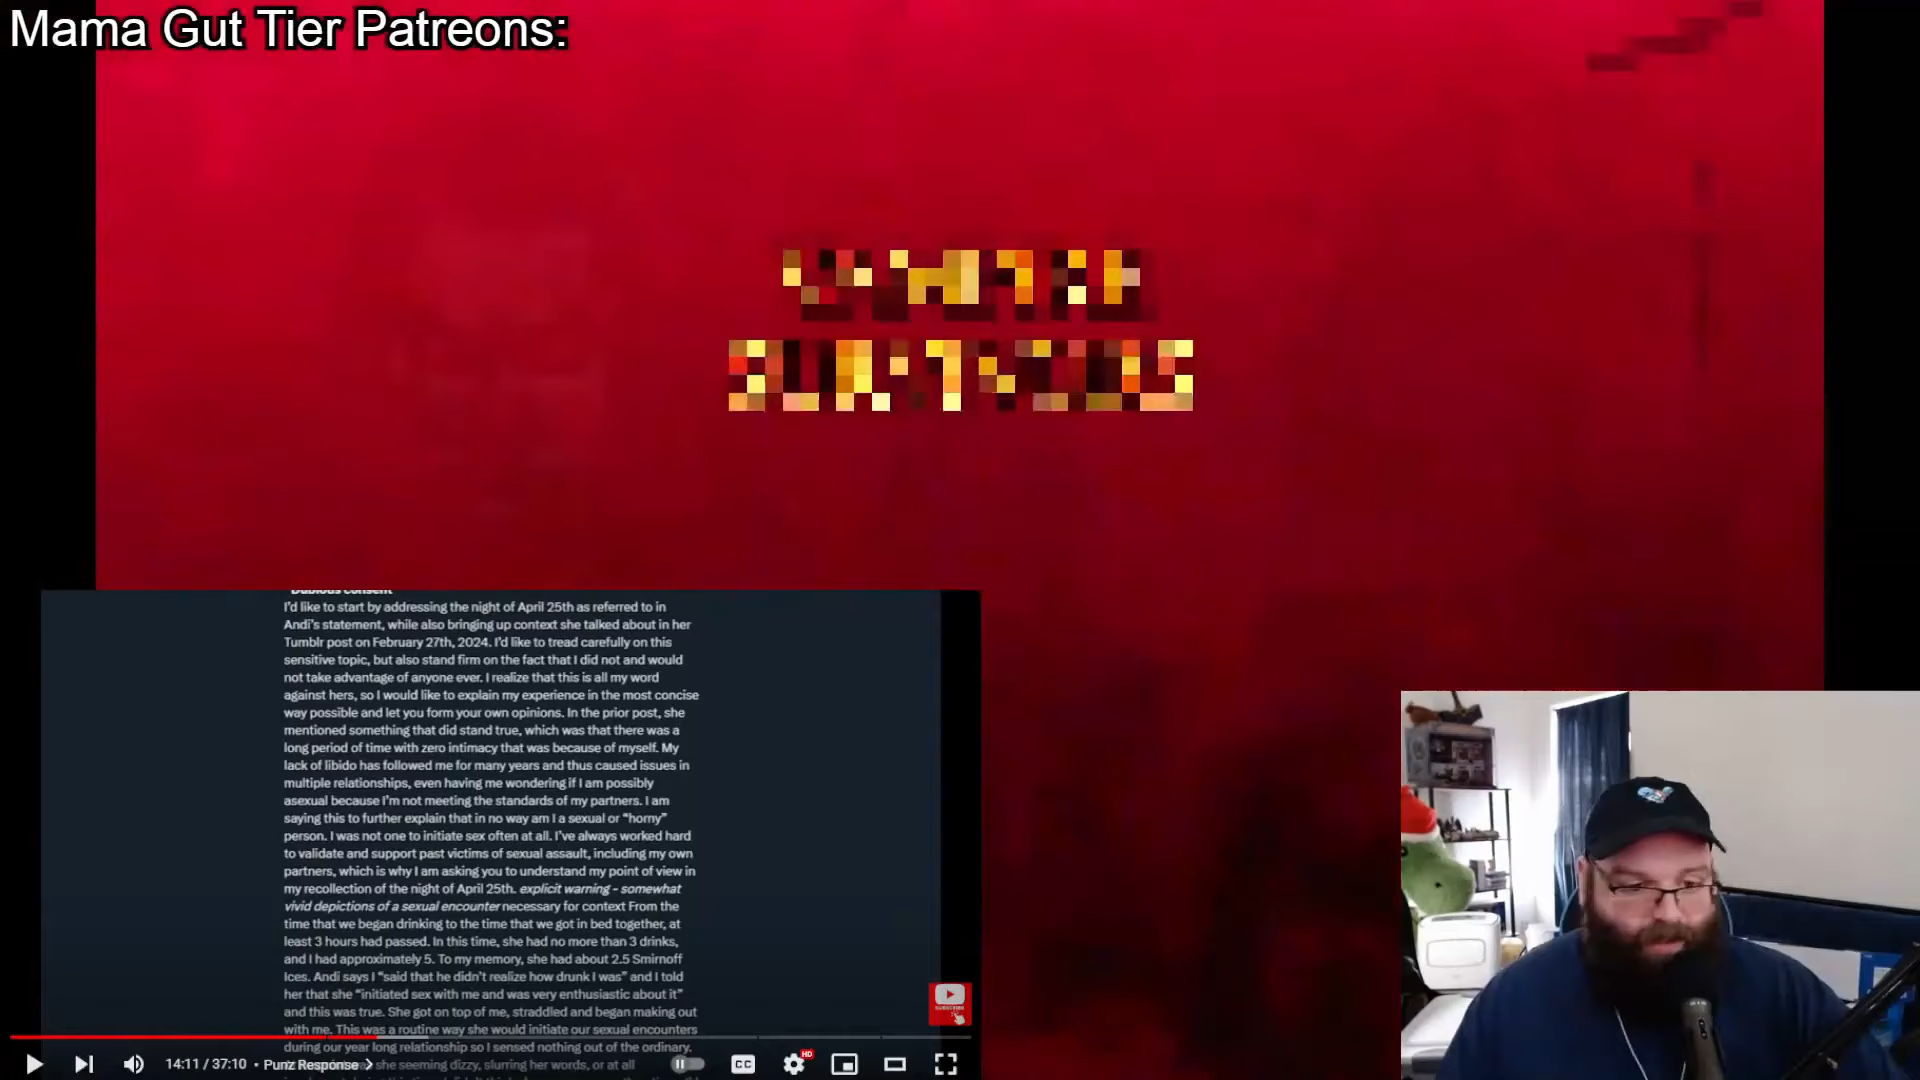 Mama Gut Tier Patreons:
I'd like to start by addressing the night of April 25th as referred to in
Andi's statement, while also bringing up context she talked about in her
Tumblr post on February 27th, 2024. I'd like to tread carefully on this
sensitive topic, but also stand firm on the fact that I did not and would
not take advantage of anyone ever. I realize that this is all my word
against hers, so I would like to explain my experience in the most concise
way possible and let you form your own opinions. In the prior post, she
mentioned something that did stand true, which was that there was a
long period of time with zero intimacy that was because of myself. My
lack of libido has followed me for many years and thus caused issues in
multiple relationships, even having me wondering if I am possibly
asexual because I'm not meeting the standards of my partners. I am
saying this to further explain that in no way am I a sexual or “horny”
person. I was not one to initiate sex often at all. I've always worked hard
to validate and support past victims of sexual assault, including my own
partners, which is why I am asking you to understand my point of view in
my recollection of the night of April 25th. explicit warning - somewhat
vivid depictions of a sexual encounter necessary for context From the
time that we began drinking to the time that we got in bed together, at
least 3 hours had passed. In this time, she had no more than 3 drinks,
and I had approximately 5. To my memory, she had about 2.5 Smirnoff
Ices. Andi says I “said that he didn't realize how drunk I was” and I told
her that she “initiated sex with me and was very enthusiastic about it”
and this was true. She got on top of me, straddled and began making out
with me. This was a routine way she would initiate our sexual encounters
during our year long relationship so I sensed nothing out of the ordinary.
she seeming dizzy, slurring her words, or at all
SUBSCRIBE
14:11 / 37:10 • Punz Response >
CC
HD